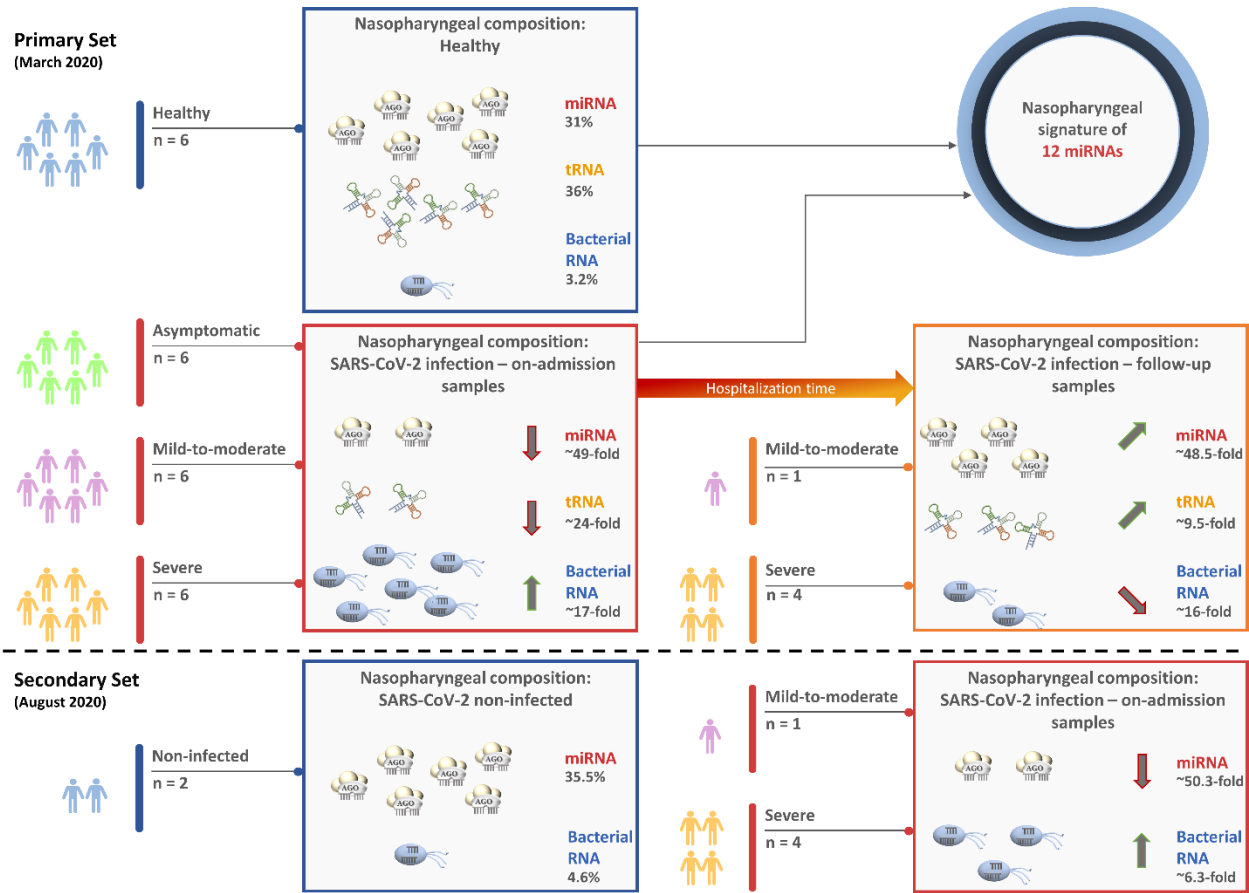 Primary Set
(March 2020)
Healthy
n = 6
Nasopharyngeal composition:
Healthy
AGO
AGO
AGO
AGO
AGO
AGO
miRNA
31%
tRNA
36%
Bacterial
RNA
3.2%
Nasopharyngeal
signature of
12 miRNAs
Asymptomatic
n = 6
Mild-to-moderate
n = 6
Severe
n = 6
Nasopharyngeal composition:
SARS-CoV-2 infection – on-admission
samples
AGO
AGO
miRNA
~49-fold
tRNA
~24-fold
Bacterial
RNA
~17-fold
Hospitalization time
Mild-to-moderate
n = 1
Severe
n = 4
Nasopharyngeal composition:
SARS-CoV-2 infection – follow-up
samples
AGO
AGO
AGO
AGO
miRNA
~48.5-fold
tRNA
~9.5-fold
Bacterial
RNA
~16-fold
Secondary Set
(August 2020)
Non-infected
n = 2
Nasopharyngeal composition:
SARS-CoV-2 non-infected
AGO
AGO
AGO
AGO
AGO
AGO
miRNA
35.5%
Bacterial
RNA
4.6%
Mild-to-moderate
n = 1
Severe
n = 4
Nasopharyngeal composition:
SARS-CoV-2 infection – on-admission
samples
AGO
AGO
miRNA
~50.3-fold
Bacterial
RNA
~6.3-fold